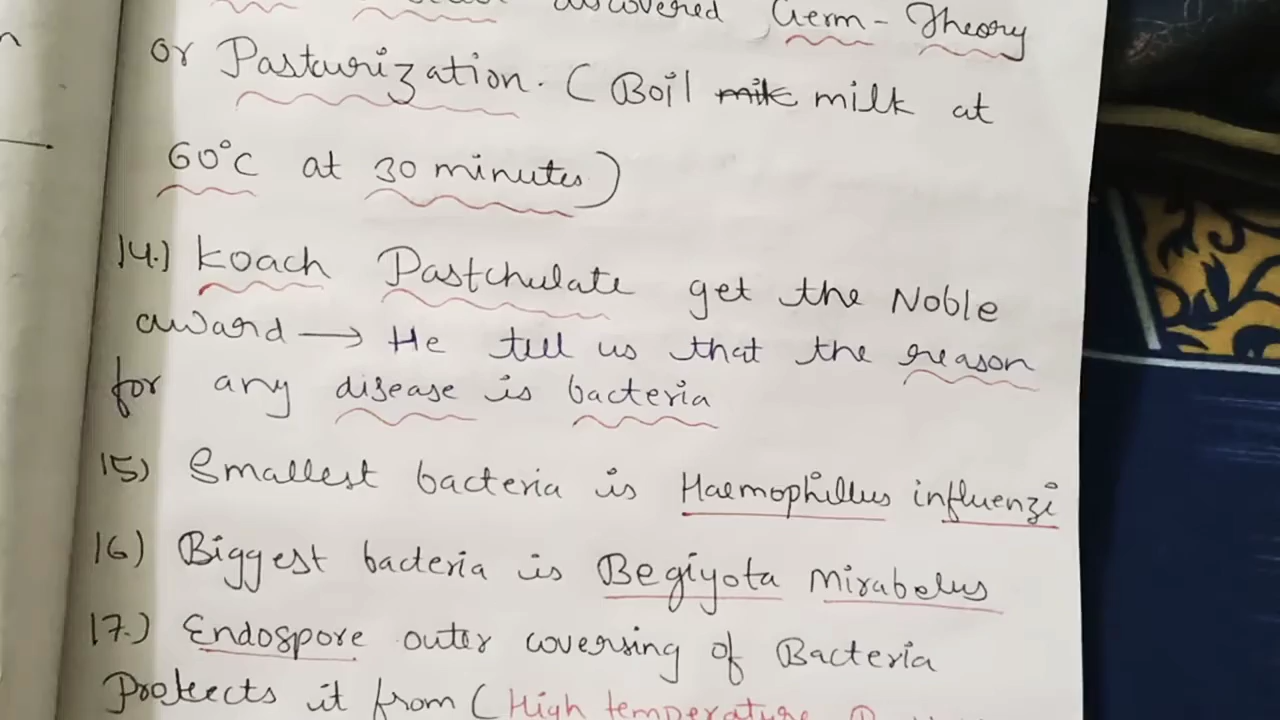 discovered Germ - Theory
or Pasturization. (Boil milk milk at
60°C at 30 minutes)
14.) Koach Pastchulate get the Noble
award → He tell us that the reason
for any disease is bacteria
15) Smallest bacteria is Haemophillus influenzi
16) Biggest bacteria is Begiyota Mirabelus
17.) Endospore outer coversing of Bacteria
Protects it from (High temperature